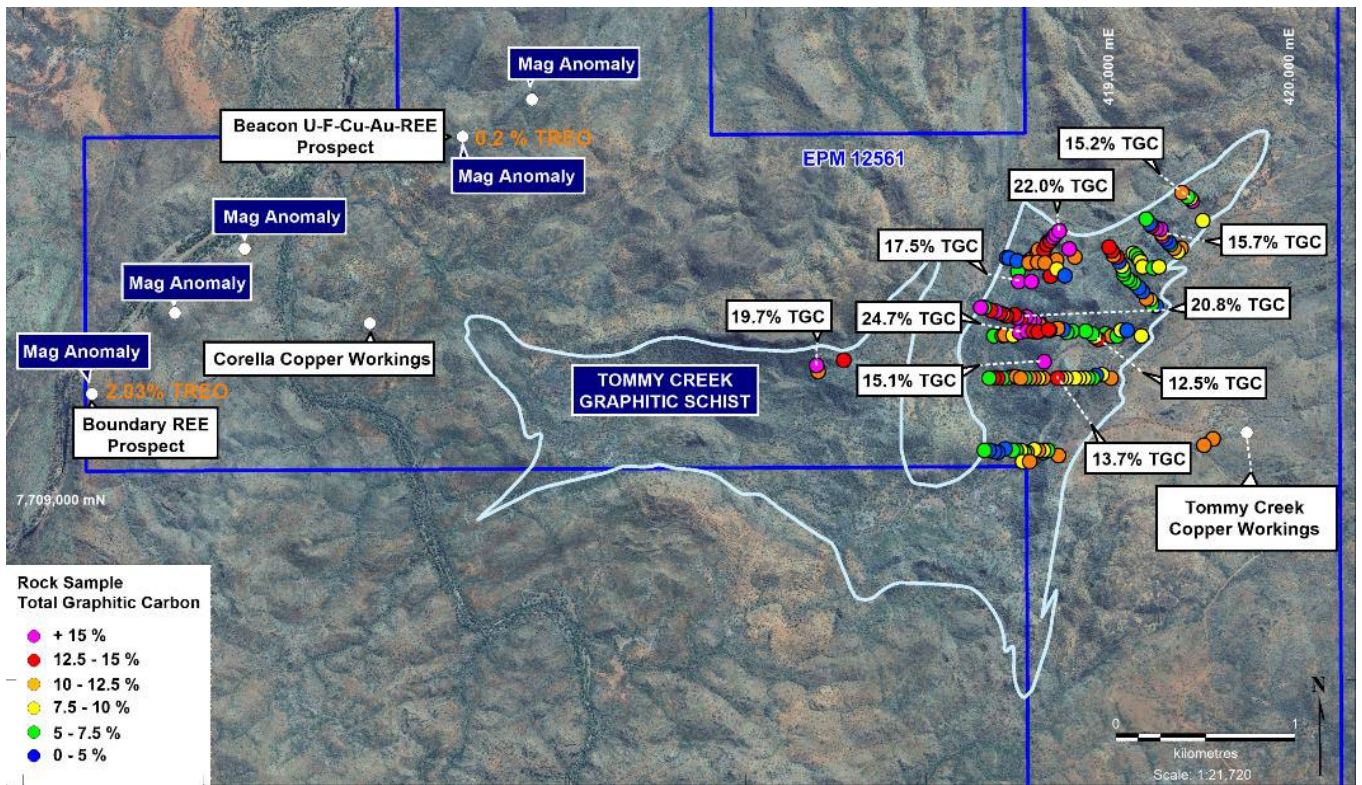 Mag Anomaly
419,000 mE
420,000 mE
Beacon U-F-Cu-Au-REE
Prospect
0.2 % TREO
Mag Anomaly
EPM 12561
15.2% TGC
22.0% TGC
Mag Anomaly
17.5% TGC
15.7% TGC
Mag Anomaly
19.7% TGC
24.7% TGC
20.8% TGC
Mag Anomaly
Corella Copper Workings
TOMMY CREEK
GRAPHITIC SCHIST
15.1% TGC
12.5% TGC
2.03% TREO
Boundary REE
Prospect
13.7% TGC
7,709,000 mN
Tommy Creek
Copper Workings
Rock Sample
Total Graphitic Carbon
+ 15 %
12.5 - 15 %
10 - 12.5 %
7.5 - 10 %
5 - 7.5 %
0 - 5 %
N
0 1
kilometres
Scale: 1:21,720